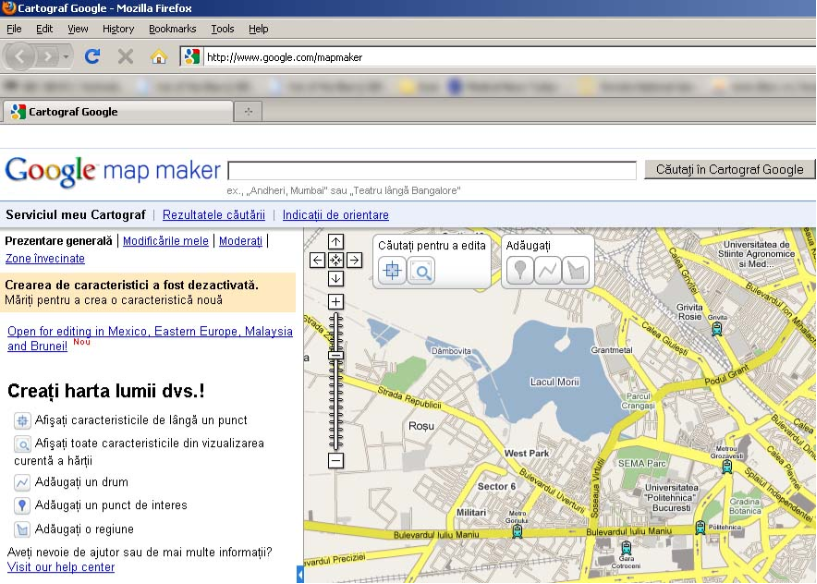 Cartograf Google - Mozilla Firefox
File Edit View History Bookmarks Tools Help
http://www.google.com/mapmaker
Cartograf Google
Google map maker
Căutați în Cartograf Google
ex., „Andheri, Mumbai" sau „Teatru lângă Bangalore"
Serviciul meu Cartograf | Rezultatele căutării | Indicații de orientare
Prezentare generală | Modificările mele | Moderați |
Zone învecinate
Crearea de caracteristici a fost dezactivată.
Măriți pentru a crea o caracteristică nouă
Open for editing in Mexico, Eastern Europe, Malaysia
and Brunei! Nou
Creați harta lumii dvs.!
Afișați caracteristicile de lângă un punct
Afișați toate caracteristicile din vizualizarea
curentă a hărții
Adăugați un drum
Adăugați un punct de interes
Adăugați o regiune
Aveți nevoie de ajutor sau de mai multe informații?
Visit our help center
Căutați pentru a edita
Adăugați
Universitatea de
Stiinte Agronomice
si Med...
Calea Grivitei
Bulevardul Ion Mihalache
Grivita
Rosie
Grivita
Calea Giulesti
Dâmbovita
Grantmetal
Lacul Morii
Podul Grant
Parcul
Crangași
Strada Republicii
Roșu
West Park
SEMA Parc
Metrou
Grozavesti
Calea Plevnei
Splaiul Independentei
Sector 6
Bulevardul Uverturii
Soseaua Virtutii
Universitatea
"Politehnica"
Bucuresti
Gradina
Botanica
Militari
Metro
Gorjului
Politehnica
Bulevardul Iuliu Maniu
Bulevardul Iuliu Maniu
Gara
Cotroceni
Preciziei